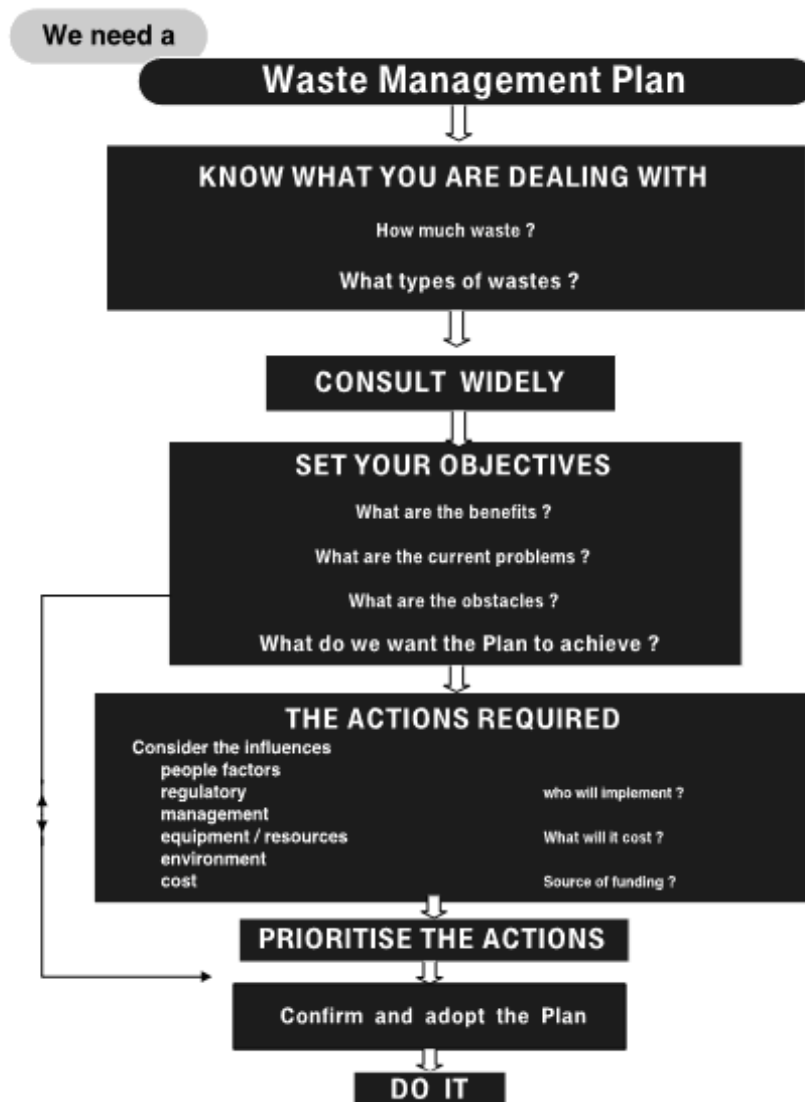 We need a
Waste Management Plan
KNOW WHAT YOU ARE DEALING WITH
How much waste ?
What types of wastes ?
CONSULT WIDELY
SET YOUR OBJECTIVES
What are the benefits ?
What are the current problems ?
What are the obstacles ?
What do we want the Plan to achieve ?
THE ACTIONS REQUIRED
Consider the influences
people factors
regulatory
who will implement ?
management
equipment / resources
What will it cost ?
environment
cost
Source of funding ?
PRIORITISE THE ACTIONS
Confirm and adopt the Plan
DO IT